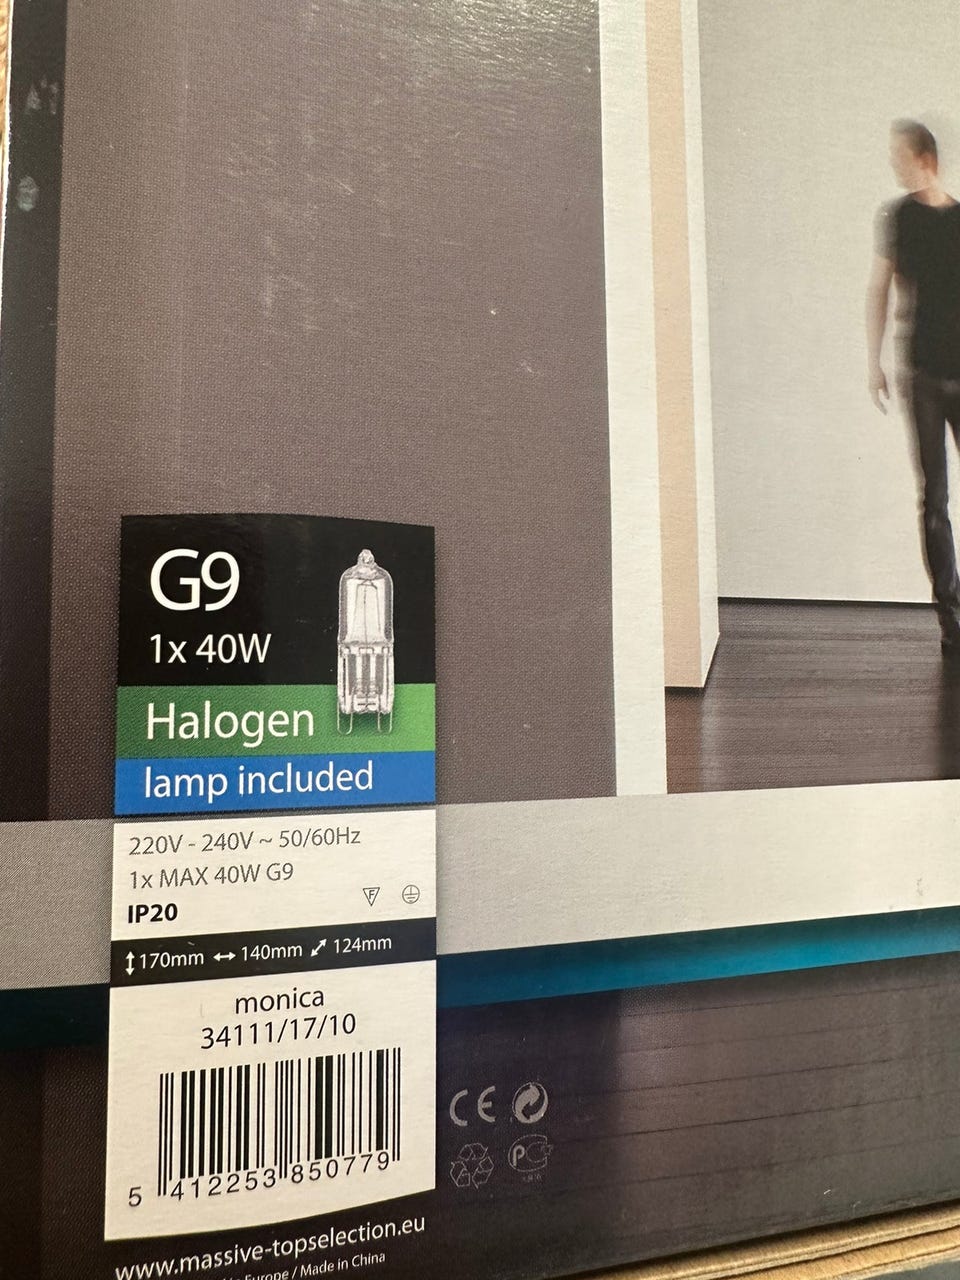 G9
1x 40W
Halogen
lamp included
220V - 240V ~ 50/60Hz
1x MAX 40W G9
F
IP20
170mm 140mm 124mm
monica
34111/17/10
5 412253 850779
CE
www.massive-topselection.eu
Europe / Made in China